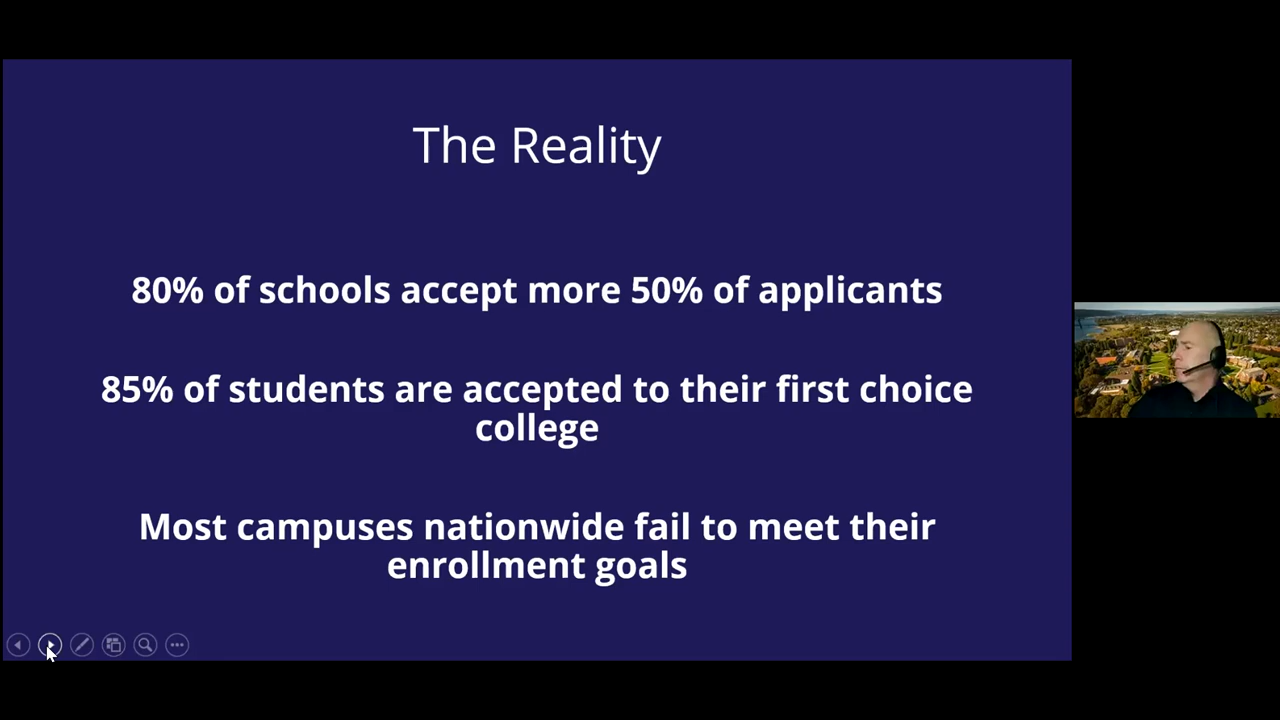 The Reality
80% of schools accept more 50% of applicants
85% of students are accepted to their first choice
college
Most campuses nationwide fail to meet their
enrollment goals